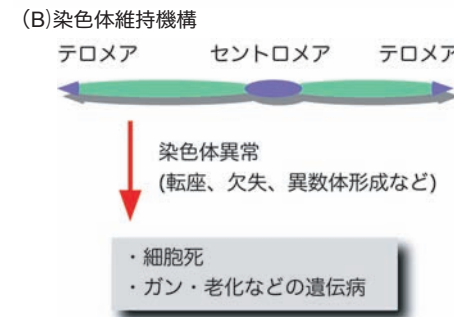 (B)染色体維持機構
テロメア セントロメア テロメア
染色体異常
(転座、欠失、異数体形成など)
・細胞死
・ガン・老化などの遺伝病